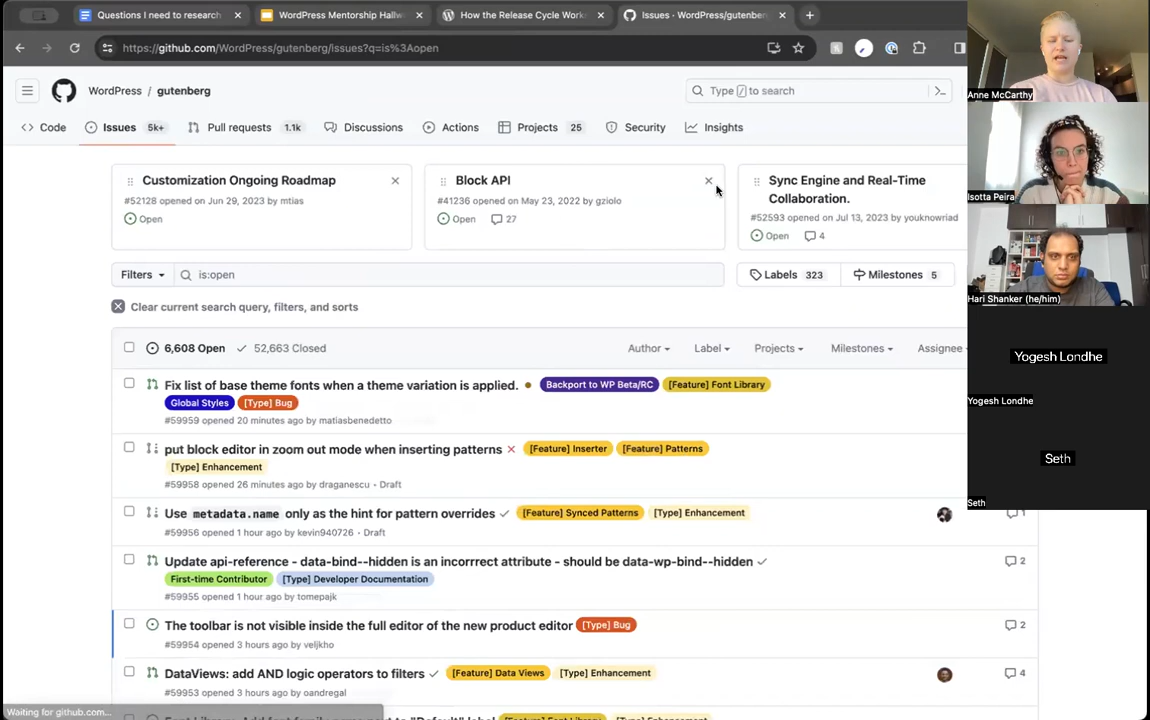 Questions I need to research
WordPress Mentorship Hallw
How the Release Cycle Work
Issues · WordPress/gutenberg
https://github.com/WordPress/gutenberg/issues?q=is%3Aopen
WordPress / gutenberg
Type / to search
Code
Issues 5k+
Pull requests 1.1k
Discussions
Actions
Projects 25
Security
Insights
Customization Ongoing Roadmap
#52128 opened on Jun 29, 2023 by mtias
Open
Block API
#41236 opened on May 23, 2022 by gziolo
Open 27
Sync Engine and Real-Time
Collaboration.
#52593 opened on Jul 13, 2023 by youknowriad
Open 4
Filters
is:open
Labels 323
Milestones 5
Clear current search query, filters, and sorts
6,608 Open 52,663 Closed
Author
Label
Projects
Milestones
Assignee
Fix list of base theme fonts when a theme variation is applied. Backport to WP Beta/RC [Feature] Font Library
Global Styles [Type] Bug
#59959 opened 20 minutes ago by matiasbenedetto
put block editor in zoom out mode when inserting patterns [Feature] Inserter [Feature] Patterns
[Type] Enhancement
#59958 opened 26 minutes ago by draganescu • Draft
Use metadata.name only as the hint for pattern overrides [Feature] Synced Patterns [Type] Enhancement
1
#59956 opened 1 hour ago by kevin940726 • Draft
Update api-reference - data-bind--hidden is an incorrrect attribute - should be data-wp-bind--hidden
2
First-time Contributor [Type] Developer Documentation
#59955 opened 1 hour ago by tomepajk
The toolbar is not visible inside the full editor of the new product editor [Type] Bug
2
#59954 opened 3 hours ago by veljkho
DataViews: add AND logic operators to filters [Feature] Data Views [Type] Enhancement
4
#59953 opened 3 hours ago by oandregal
Waiting for github.com...
Anne McCarthy
Isotta Peira
Hari Shanker (he/him)
Yogesh Londhe
Yogesh Londhe
Seth
Seth